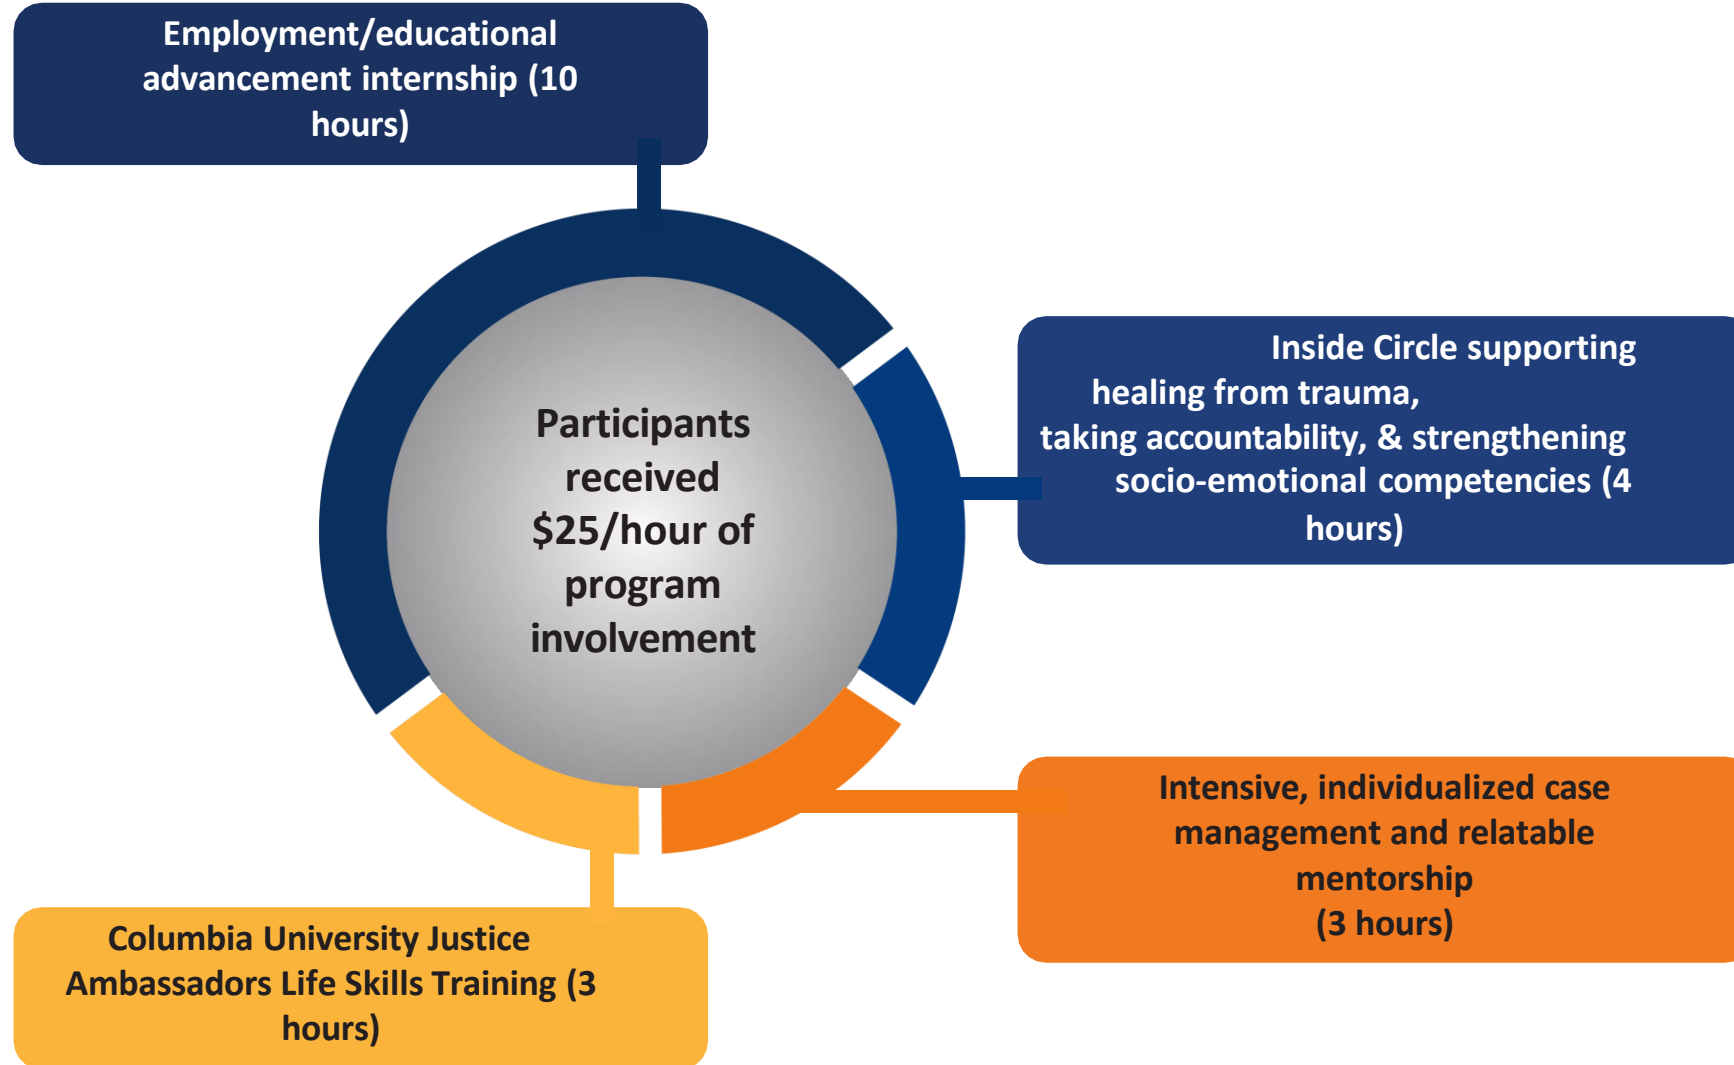 Employment/educational
advancement internship (10
hours)
Participants
received
$25/hour of
program
involvement
Inside Circle supporting
healing from trauma,
taking accountability, & strengthening
socio-emotional competencies (4
hours)
Intensive, individualized case
management and relatable
mentorship
(3 hours)
Columbia University Justice
Ambassadors Life Skills Training (3
hours)